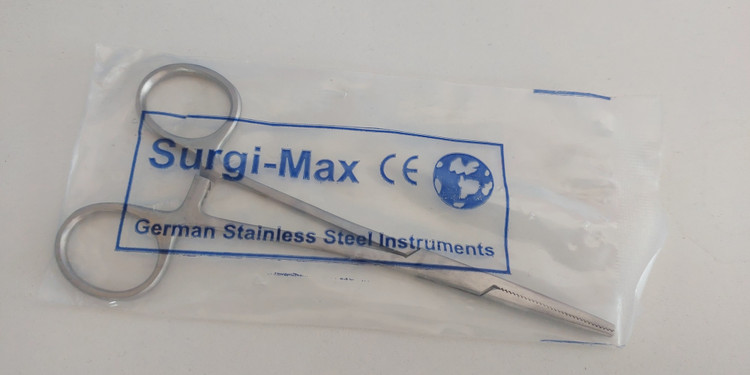 Surgi-Max CE
German Stainless Steel Instruments